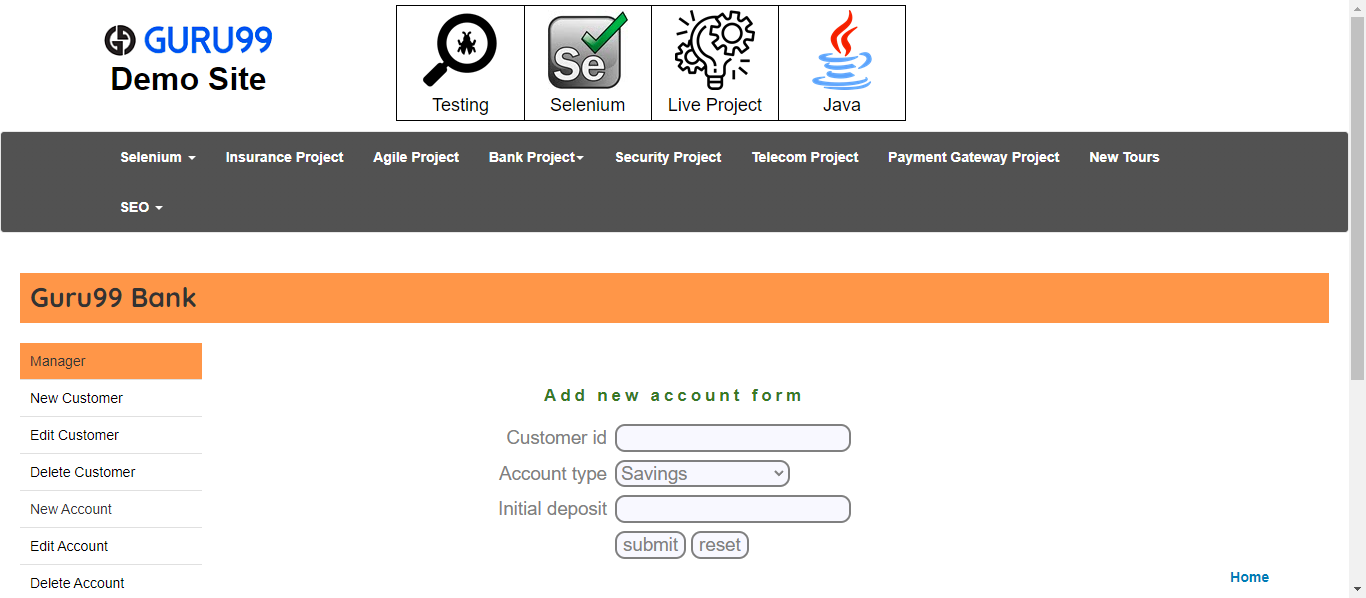 GURU99
Demo Site
Testing
Se
Selenium
Live Project
Java
Selenium Insurance Project Agile Project Bank Project Security Project Telecom Project Payment Gateway Project New Tours
SEO
Guru99 Bank
Manager
New Customer
Edit Customer
Delete Customer
New Account
Edit Account
Delete Account
Add new account form
Customer id
Account type Savings
Initial deposit
submit reset
Home